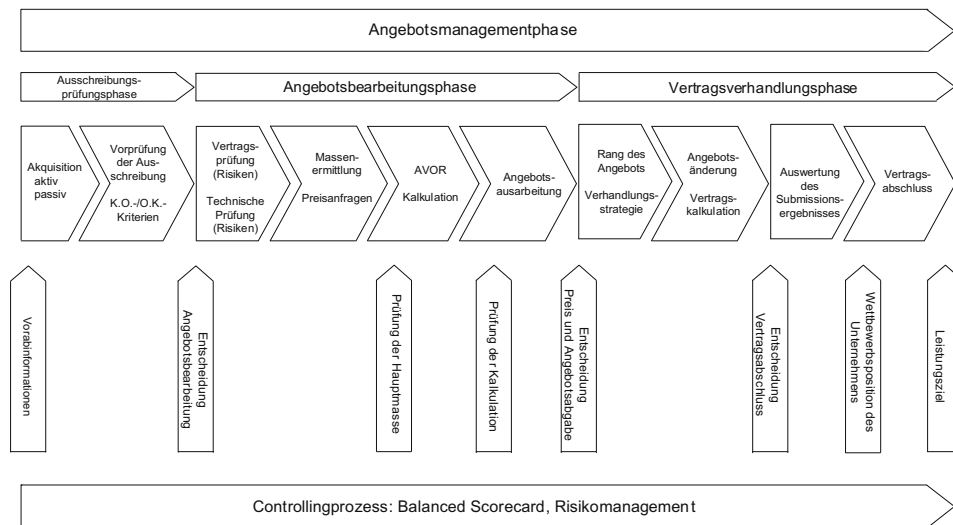 Angebotsmanagementphase
Ausschreibungs-
prüfungsphase
Angebotsbearbeitungsphase
Vertragsverhandlungsphase
Akquisition
aktiv
passiv
Vorprüfung
der Aus-
schreibung
K.O.-/O.K.-
Kriterien
Vertrags-
prüfung
(Risiken)
Technische
Prüfung
(Risiken)
Massen-
ermittlung
Preisanfragen
AVOR
Kalkulation
Angebots-
ausarbeitung
Rang des
Angebots
Verhandlungs-
strategie
Angebots-
änderung
Vertrags-
kalkulation
Auswertung
des
Submissions-
ergebnisses
Vertrags-
abschluss
Vorabinformationen
Entscheidung
Angebotsbearbeitung
Prüfung der Hauptmasse
Prüfung der Kalkulation
Entscheidung
Preis und Angebotsabgabe
Entscheidung
Vertragsabschluss
Wettbewerbsposition des
Unternehmens
Leistungsziel
Controllingprozess: Balanced Scorecard, Risikomanagement